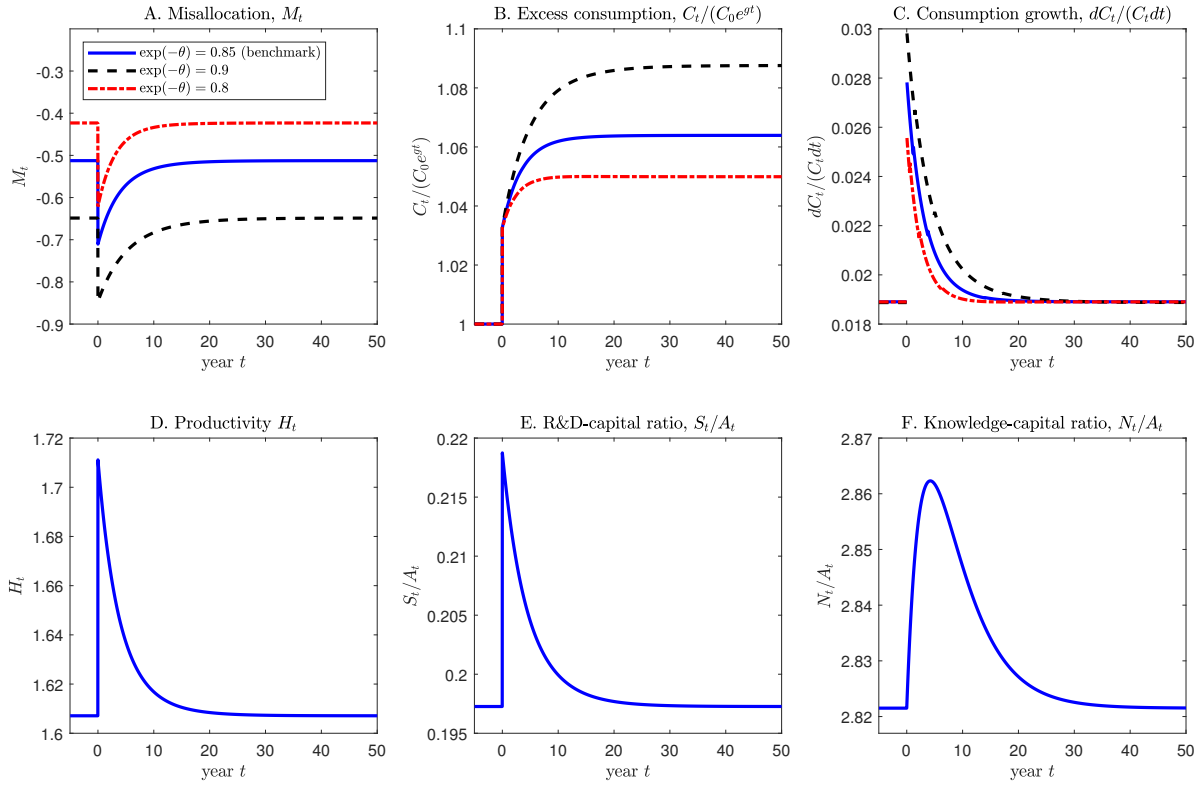 A. Misallocation, M_t
-0.3
-0.4
-0.5
-0.6
-0.7
-0.8
-0.9
M_t
exp(−θ) = 0.85 (benchmark)
exp(−θ) = 0.9
exp(−θ) = 0.8
0 10 20 30 40 50
year t
B. Excess consumption, C_t/(C_0e^{gt})
1.1
1.08
1.06
1.04
1.02
1
C_t/(C_0e^{gt})
0 10 20 30 40 50
year t
C. Consumption growth, dC_t/(C_tdt)
0.03
0.028
0.026
0.024
0.022
0.02
0.018
dC_t/(C_tdt)
0 10 20 30 40 50
year t
D. Productivity H_t
1.72
1.7
1.68
1.66
1.64
1.62
1.6
H_t
0 10 20 30 40 50
year t
E. R&D-capital ratio, S_t/A_t
0.22
0.215
0.21
0.205
0.2
0.195
S_t/A_t
0 10 20 30 40 50
year t
F. Knowledge-capital ratio, N_t/A_t
2.87
2.86
2.85
2.84
2.83
2.82
N_t/A_t
0 10 20 30 40 50
year t